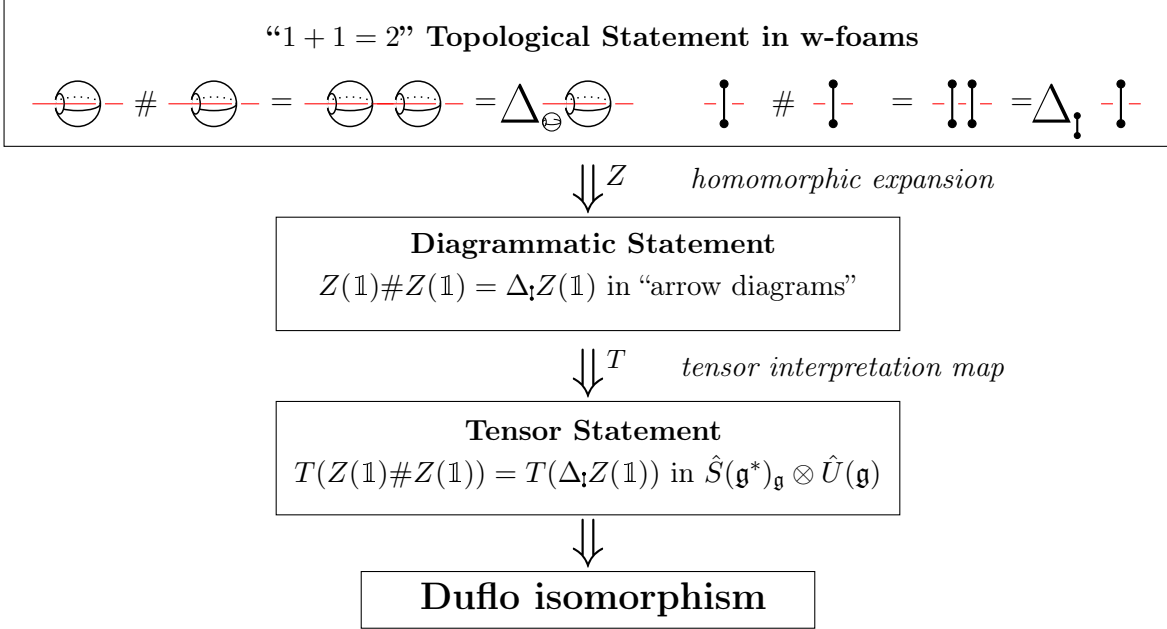 “1 + 1 = 2” Topological Statement in w-foams
# = = Δ # = = Δ
Z homomorphic expansion
Diagrammatic Statement
Z(𝟙)#Z(𝟙) = Δ Z(𝟙) in “arrow diagrams”
T tensor interpretation map
Tensor Statement
T(Z(𝟙)#Z(𝟙)) = T(Δ Z(𝟙)) in Ŝ(𝔤*)_𝔤 ⊗ Û(𝔤)
Duflo isomorphism